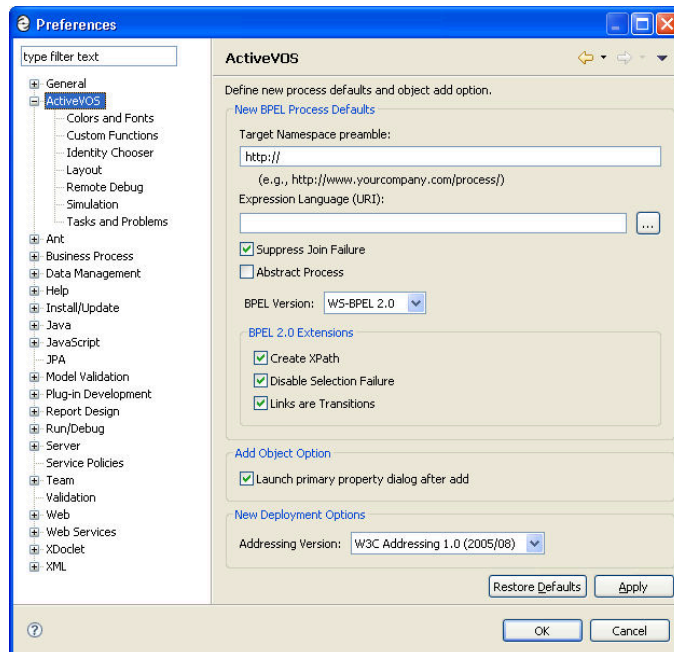 Preferences
type filter text
General
ActiveVOS
Colors and Fonts
Custom Functions
Identity Chooser
Layout
Remote Debug
Simulation
Tasks and Problems
Ant
Business Process
Data Management
Help
Install/Update
Java
JavaScript
JPA
Model Validation
Plug-in Development
Report Design
Run/Debug
Server
Service Policies
Team
Validation
Web
Web Services
XDoclet
XML
ActiveVOS
Define new process defaults and object add option.
New BPEL Process Defaults
Target Namespace preamble:
http://
(e.g., http://www.yourcompany.com/process/)
Expression Language (URI):
...
Suppress Join Failure
Abstract Process
BPEL Version: WS-BPEL 2.0
BPEL 2.0 Extensions
Create XPath
Disable Selection Failure
Links are Transitions
Add Object Option
Launch primary property dialog after add
New Deployment Options
Addressing Version: W3C Addressing 1.0 (2005/08)
Restore Defaults Apply
? OK Cancel